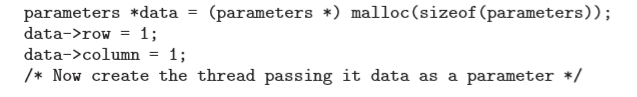 parameters *data = (parameters *) malloc(sizeof(parameters));
data->row = 1;
data->column = 1;
/* Now create the thread passing it data as a parameter */